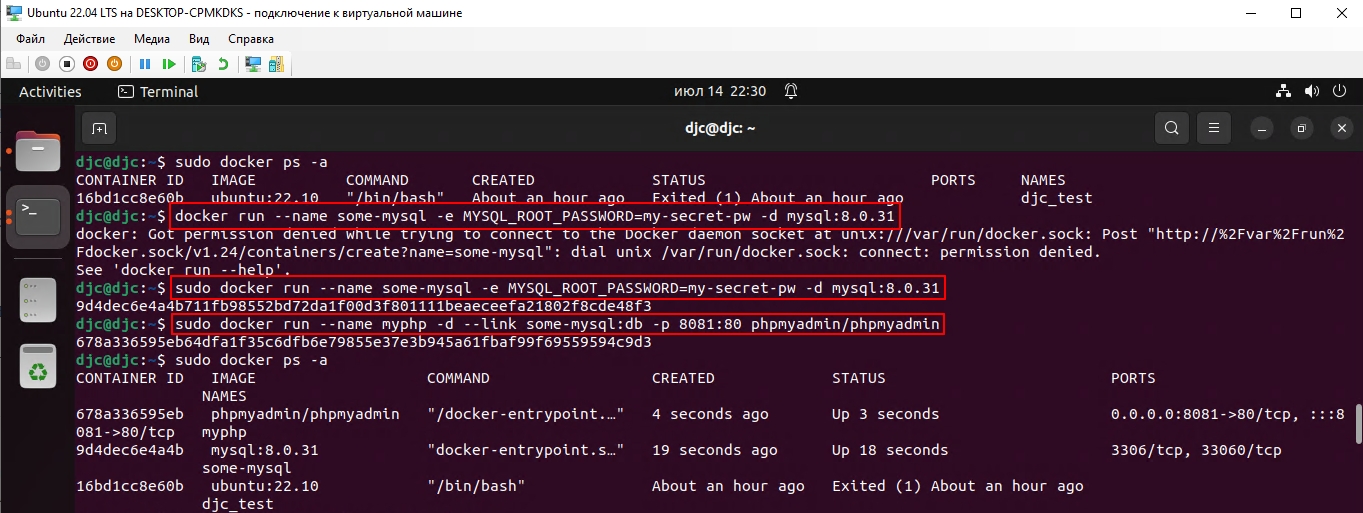 Ubuntu 22.04 LTS на DESKTOP-CPMKDKS - подключение к виртуальной машине
Файл Действие Медиа Вид Справка
Activities Terminal июл 14 22:30
djc@djc: ~
djc@djc:~$ sudo docker ps -a
CONTAINER ID IMAGE COMMAND CREATED STATUS PORTS NAMES
16bd1cc8e60b ubuntu:22.10 "/bin/bash" About an hour ago Exited (1) About an hour ago djc_test
djc@djc:~$ docker run --name some-mysql -e MYSQL_ROOT_PASSWORD=my-secret-pw -d mysql:8.0.31
docker: Got permission denied while trying to connect to the Docker daemon socket at unix:///var/run/docker.sock: Post "http://%2Fvar%2Frun%2
Fdocker.sock/v1.24/containers/create?name=some-mysql": dial unix /var/run/docker.sock: connect: permission denied.
See 'docker run --help'.
djc@djc:~$ sudo docker run --name some-mysql -e MYSQL_ROOT_PASSWORD=my-secret-pw -d mysql:8.0.31
9d4dec6e4a4b711fb98552bd72da1f00d3f801111beaeceefa21802f8cde48f3
djc@djc:~$ sudo docker run --name myphp -d --link some-mysql:db -p 8081:80 phpmyadmin/phpmyadmin
678a336595eb64dfa1f35c6dfb6e79855e37e3b945a61fbaf99f69559594c9d3
djc@djc:~$ sudo docker ps -a
CONTAINER ID IMAGE COMMAND CREATED STATUS PORTS
NAMES
678a336595eb phpmyadmin/phpmyadmin "/docker-entrypoint.…" 4 seconds ago Up 3 seconds 0.0.0.0:8081->80/tcp, :::8
081->80/tcp myphp
9d4dec6e4a4b mysql:8.0.31 "docker-entrypoint.s…" 19 seconds ago Up 18 seconds 3306/tcp, 33060/tcp
some-mysql
16bd1cc8e60b ubuntu:22.10 "/bin/bash" About an hour ago Exited (1) About an hour ago
djc_test